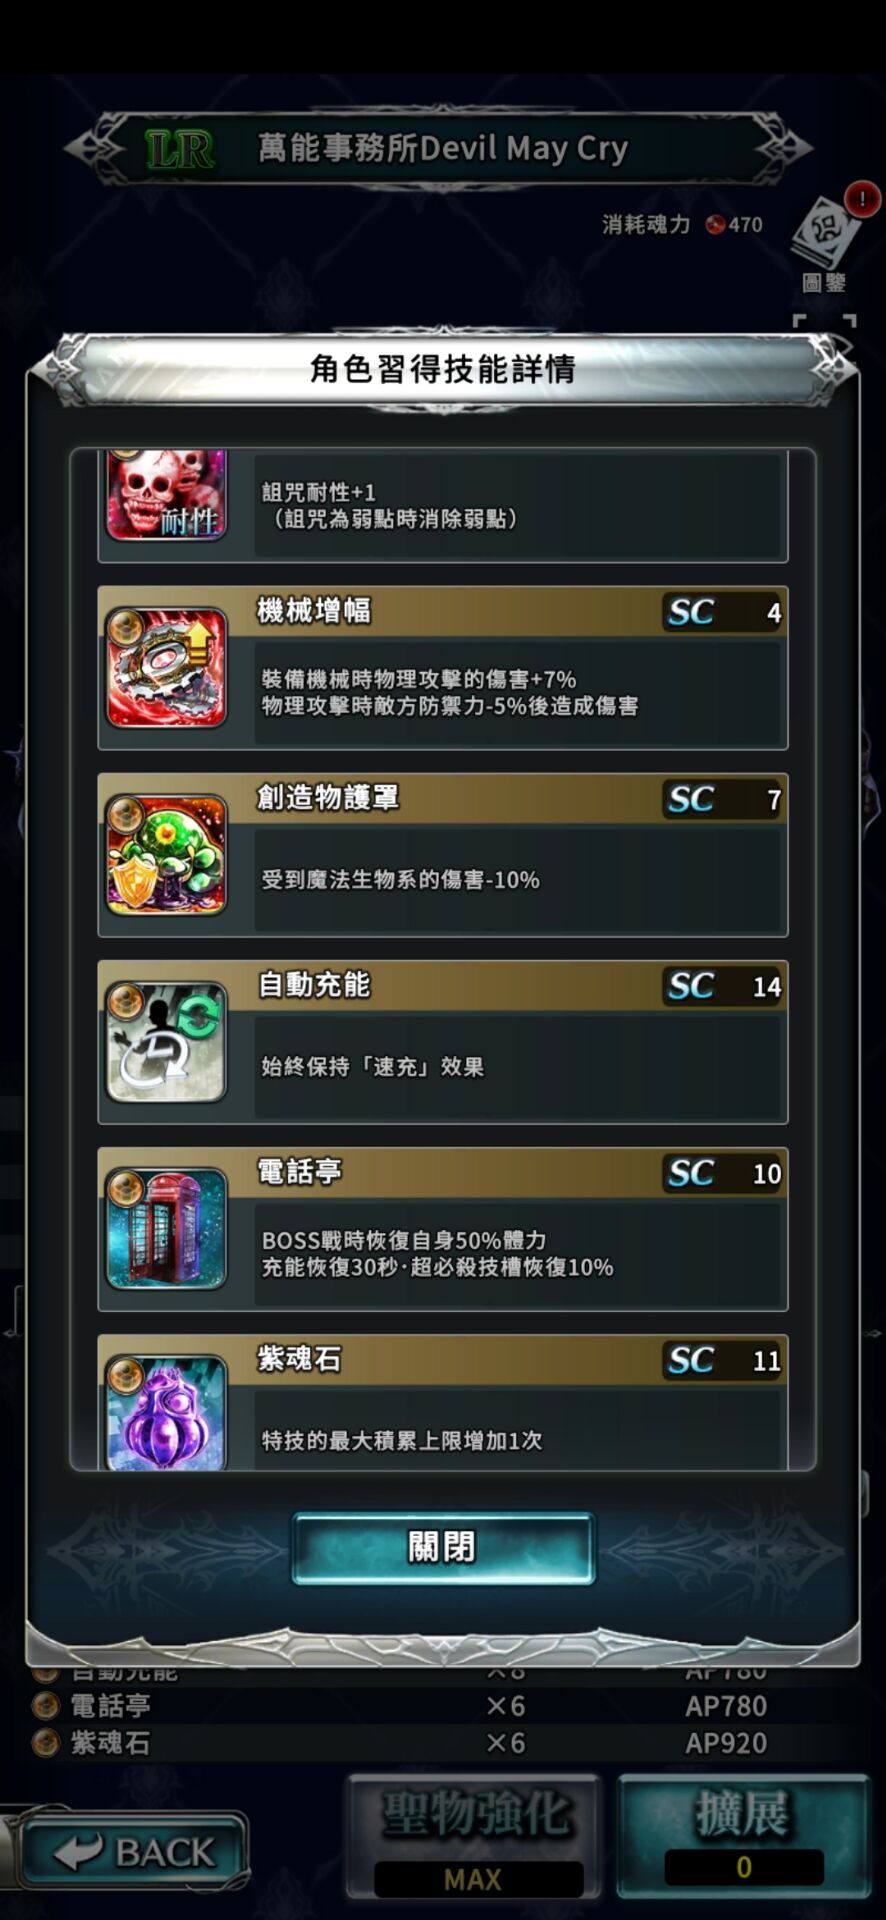 LR 萬能事務所Devil May Cry
消耗魂力 470
!
圖鑒
角色習得技能詳情
耐性
詛咒耐性+1
（詛咒為弱點時消除弱點）
機械增幅 SC 4
裝備機械時物理攻擊的傷害+7%
物理攻擊時敵方防禦力-5%後造成傷害
創造物護罩 SC 7
受到魔法生物系的傷害-10%
自動充能 SC 14
始終保持「速充」效果
電話亭 SC 10
BOSS戰時恢復自身50%體力
充能恢復30秒·超必殺技槽恢復10%
紫魂石 SC 11
特技的最大積累上限增加1次
關閉
自動充能 ×8 AP780
電話亭 ×6 AP780
紫魂石 ×6 AP920
聖物強化 擴展
BACK
MAX 0